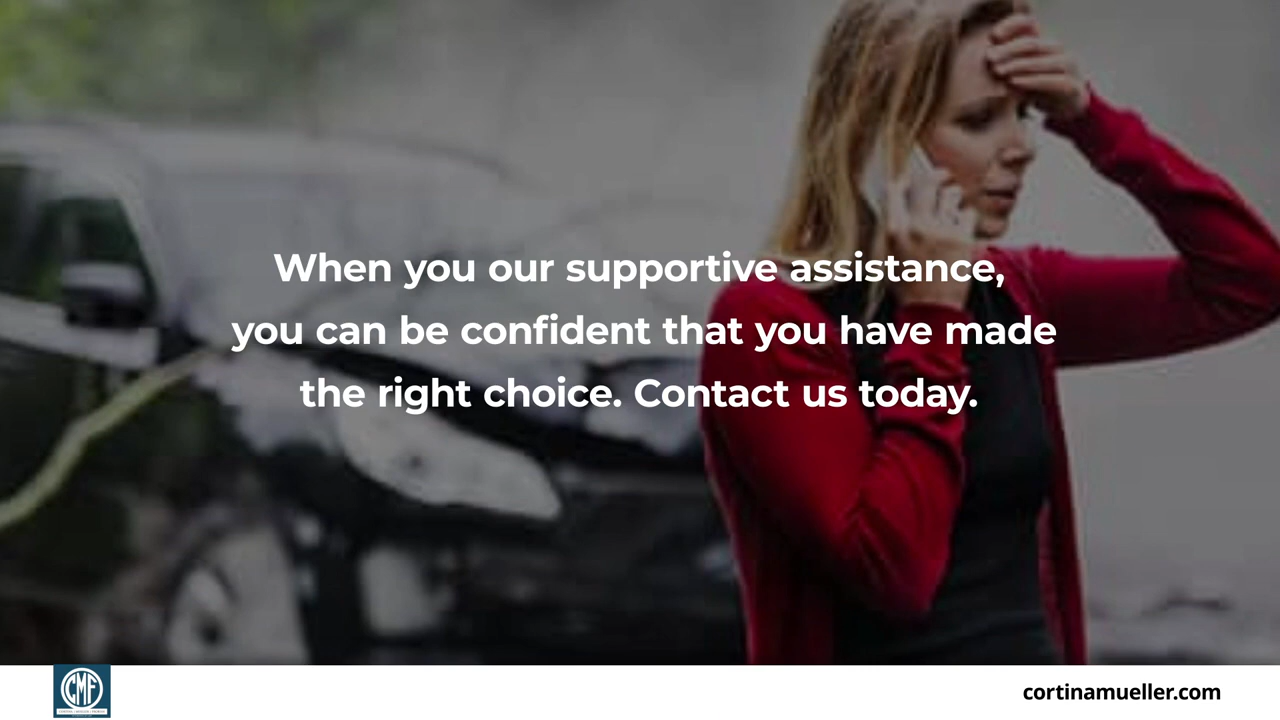 When you our supportive assistance,
you can be confident that you have made
the right choice. Contact us today.
CMF
cortinamueller.com